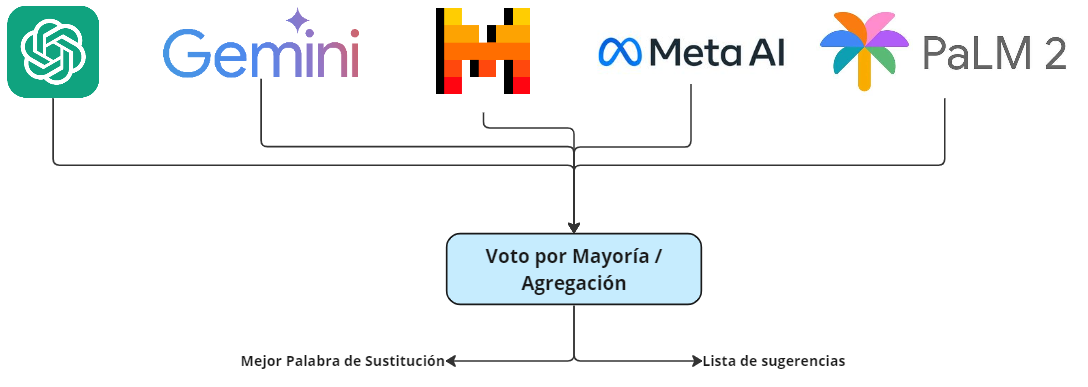 Gemini
Meta AI
PaLM 2
Voto por Mayoría /
Agregación
Mejor Palabra de Sustitución
Lista de sugerencias